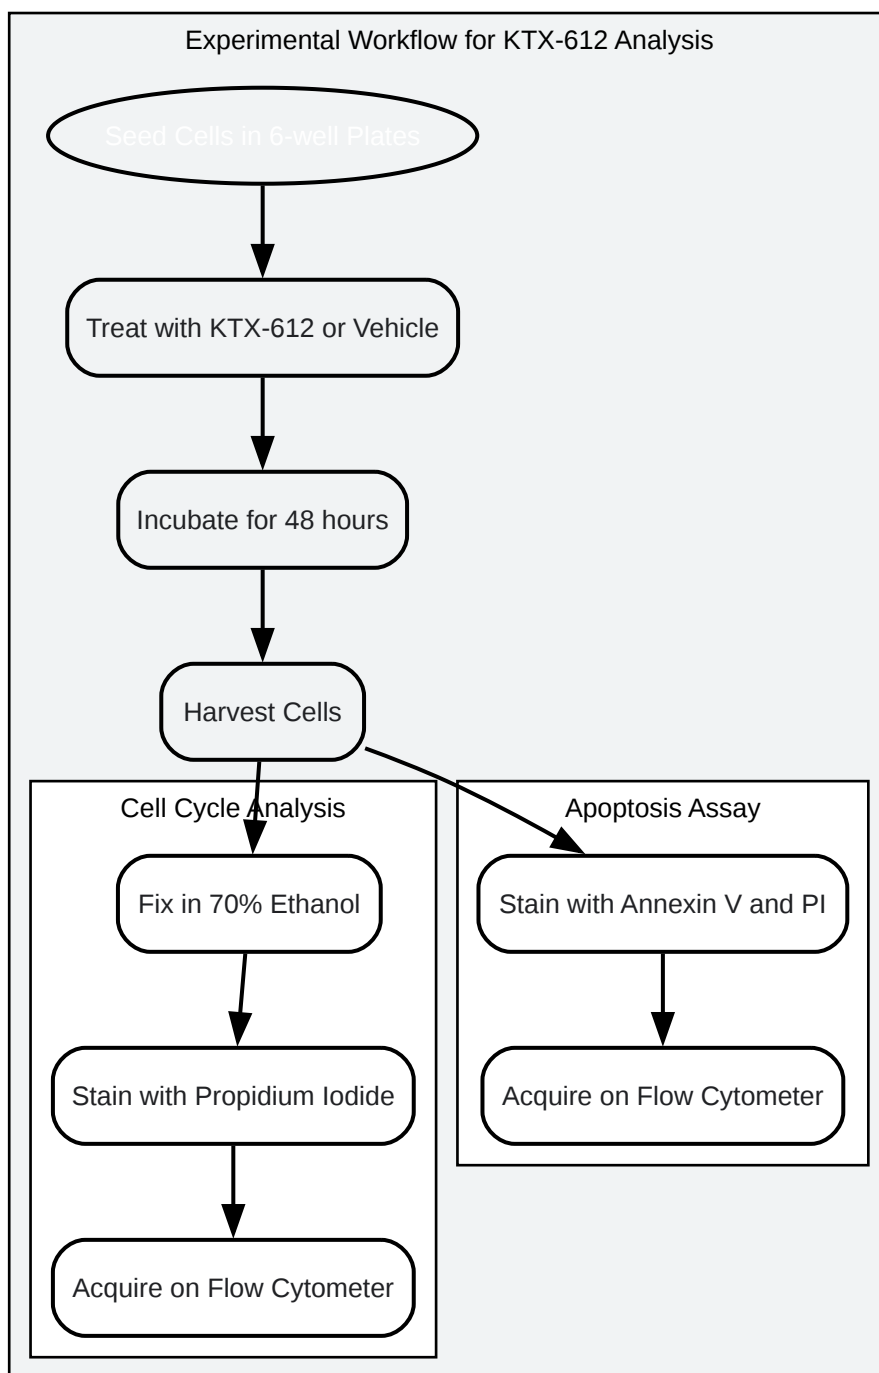 Experimental Workflow for KTX-612 Analysis
Seed Cells in 6-well Plates
Treat with KTX-612 or Vehicle
Incubate for 48 hours
Harvest Cells
Cell Cycle Analysis
Fix in 70% Ethanol
Stain with Propidium Iodide
Acquire on Flow Cytometer
Apoptosis Assay
Stain with Annexin V and PI
Acquire on Flow Cytometer